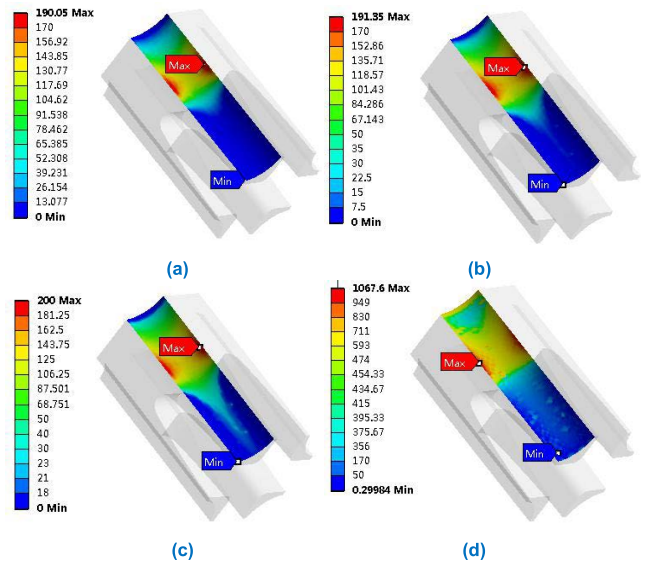 190.05 Max
170
156.92
143.85
130.77
117.69
104.62
91.538
78.462
65.385
52.308
39.231
26.154
13.077
0 Min
Max
Min
(a)
191.35 Max
170
152.86
135.71
118.57
101.43
84.286
67.143
50
35
30
22.5
15
7.5
0 Min
Max
Min
(b)
200 Max
181.25
162.5
143.75
125
106.25
87.501
66.751
50
40
30
23
21
18
0 Min
Max
Min
(c)
1067.6 Max
949
830
711
593
474
454.33
434.67
415
395.33
375.67
356
170
50
0.29984 Min
Max
Min
(d)